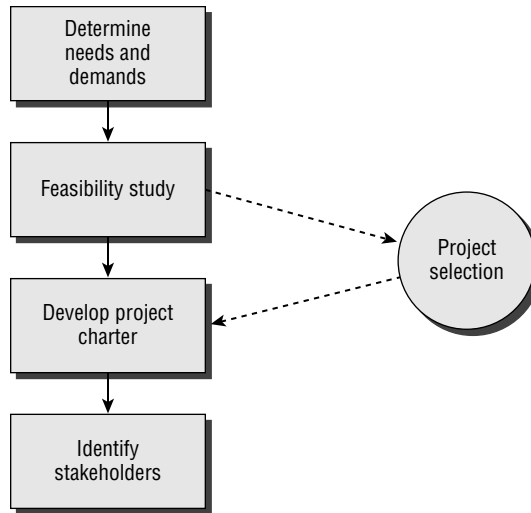 Determine
needs and
demands
Feasibility study
Project
selection
Develop project
charter
Identify
stakeholders